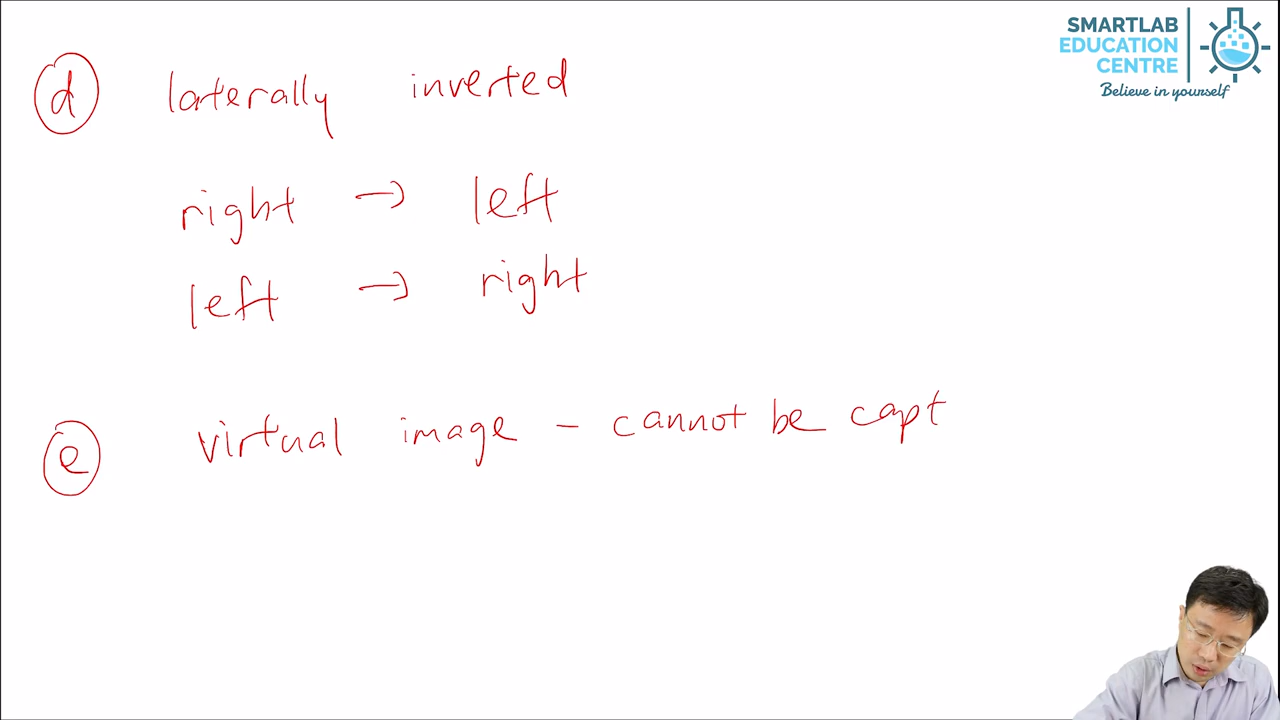 SMARTLAB
EDUCATION
CENTRE
Believe in yourself
d laterally inverted
right → left
left → right
e virtual image - cannot be capt